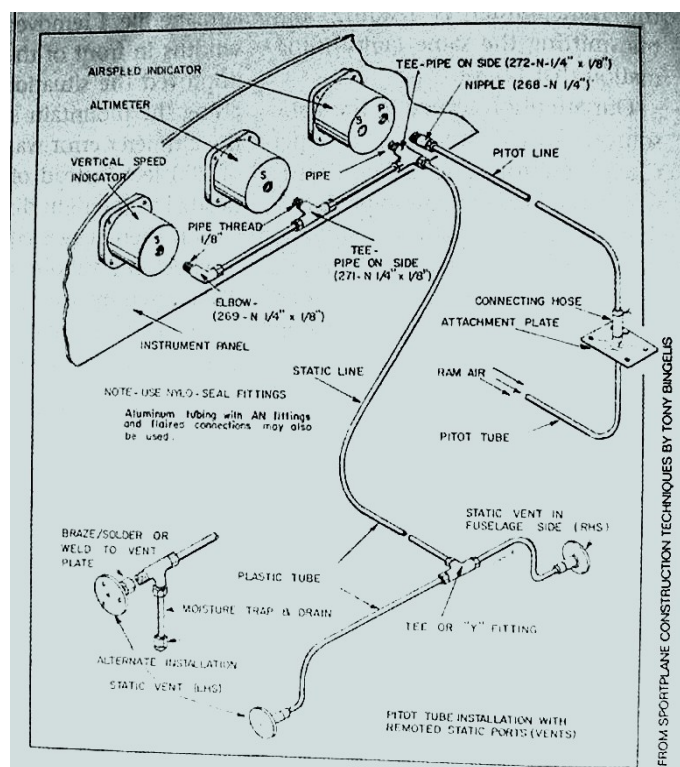 AIRSPEED INDICATOR
ALTIMETER
VERTICAL SPEED
INDICATOR
TEE-PIPE ON SIDE (272-N-1/4" x 1/8")
NIPPLE (268-N 1/4")
PITOT LINE
PIPE
S
P
S
S
PIPE THREAD
1/8"
TEE-
PIPE ON SIDE
(271-N 1/4" x 1/8")
ELBOW-
(269-N 1/4" x 1/8")
INSTRUMENT PANEL
CONNECTING HOSE
ATTACHMENT PLATE
STATIC LINE
RAM AIR
PITOT TUBE
NOTE-USE NYLO-SEAL FITTINGS
Aluminum tubing with AN fittings
and flaired connections may also
be used.
STATIC VENT IN
FUSELAGE SIDE (RHS)
BRAZE/SOLDER OR
WELD TO VENT
PLATE
PLASTIC TUBE
MOISTURE TRAP & DRAIN
TEE OR "Y" FITTING
ALTERNATE INSTALLATION
STATIC VENT (LHS)
PITOT TUBE INSTALLATION WITH
REMOTED STATIC PORTS (VENTS)
FROM SPORTPLANE CONSTRUCTION TECHNIQUES BY TONY BINGELIS